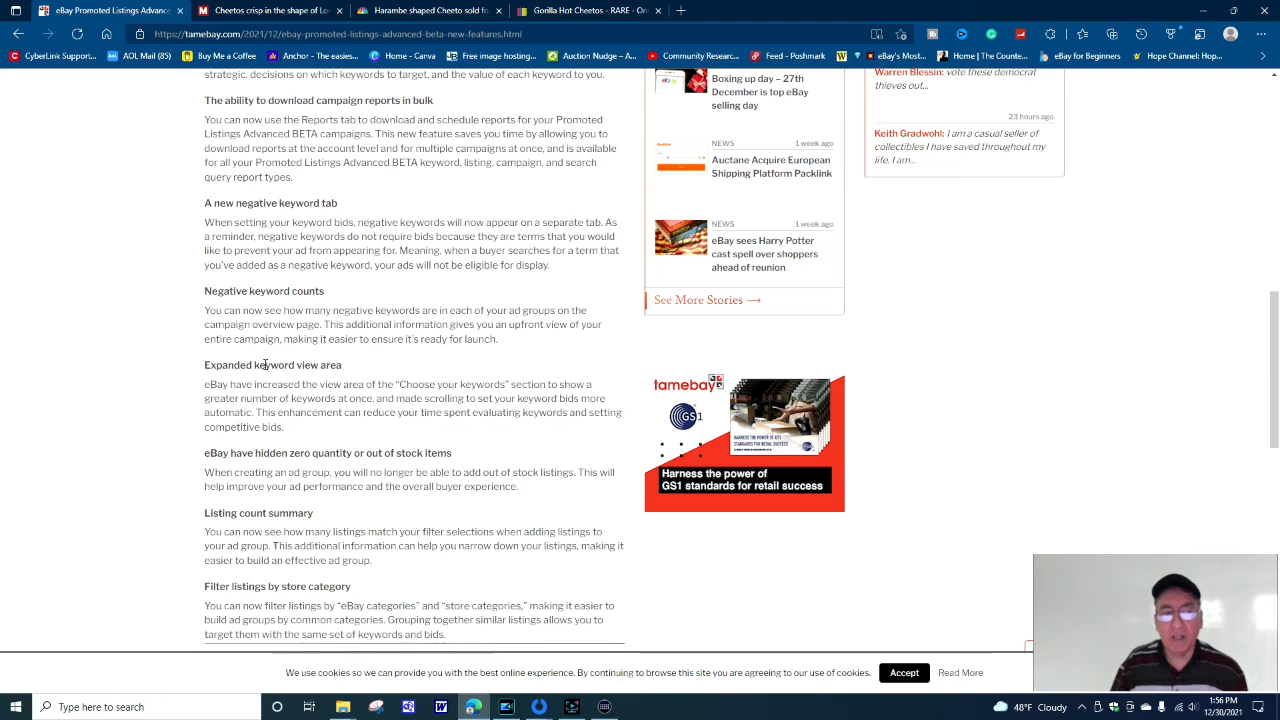 eBay Promoted Listings Advance
M in the shape of Lo
Harambe shaped Cheeto sold fo
Gorilla Hot Cheetos - RARE - On
https://tamebay.com/2021/12/ebay-promoted-listings-advanced-beta-new-features.html
CyberLink Support...
AOL Mail (85)
Buy Me a Coffee
Anchor - The easies...
Free image hosting...
Auction Nudge - A...
Community Research...
Feed - Poshmark
eBay's Most...
Home | The Counte...
eBay for Beginners
Hope Channel: Hop...
strategic, decisions on which keywords to target, and the value of each keyword to you.
The ability to download campaign reports in bulk
You can now use the Reports tab to download and schedule reports for your Promoted
Listings Advanced BETA campaigns. This new feature saves you time by allowing you to
download reports at the account level and for multiple campaigns at once, and is available
for all your Promoted Listings Advanced BETA keyword, listing, campaign, and search
query report types.
A new negative keyword tab
When setting your keyword bids, negative keywords will now appear on a separate tab. As
a reminder, negative keywords do not require bids because they are terms that you would
like to prevent your ad from appearing for. Meaning, when a buyer searches for a term that
you've added as a negative keyword, your ads will not be eligible for display.
Negative keyword counts
You can now see how many negative keywords are in each of your ad groups on the
campaign overview page. This additional information gives you an upfront view of your
entire campaign, making it easier to ensure it's ready for launch.
Expanded keyword view area
eBay have increased the view area of the “Choose your keywords” section to show a
greater number of keywords at once, and made scrolling to set your keyword bids more
automatic. This enhancement can reduce your time spent evaluating keywords and setting
competitive bids.
eBay have hidden zero quantity or out of stock items
When creating an ad group, you will no longer be able to add out of stock listings. This will
help improve your ad performance and the overall buyer experience.
Listing count summary
You can now see how many listings match your filter selections when adding listings to
your ad group. This additional information can help you narrow down your listings, making it
easier to build an effective ad group.
Filter listings by store category
You can now filter listings by “eBay categories” and “store categories,” making it easier to
build ad groups by common categories. Grouping together similar listings allows you to
target them with the same set of keywords and bids.
Boxing up day – 27th
December is top eBay
selling day
NEWS 1 week ago
Auctane Acquire European
Shipping Platform Packlink
NEWS 1 week ago
eBay sees Harry Potter
cast spell over shoppers
ahead of reunion
See More Stories →
tamebay
GS1
Harness the power of
GS1 standards for retail success
Warren Blessin: vote these democrat
thieves out...
23 hours ago
Keith Gradwohl: I am a casual seller of
collectibles I have saved throughout my
life. I am...
We use cookies so we can provide you with the best online experience. By continuing to browse this site you are agreeing to our use of cookies.
Accept
Read More
Type here to search
48°F Cloudy
1:56 PM
12/30/2021